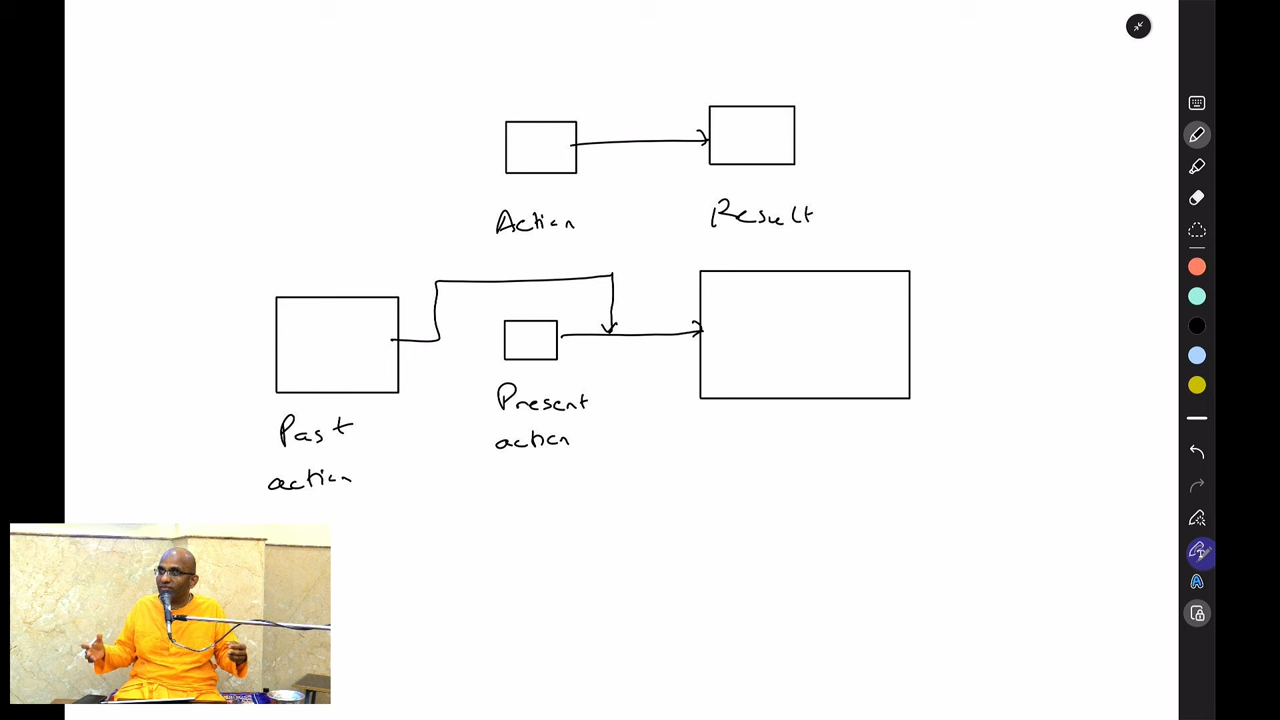 Action
Result
Past
action
Present
action